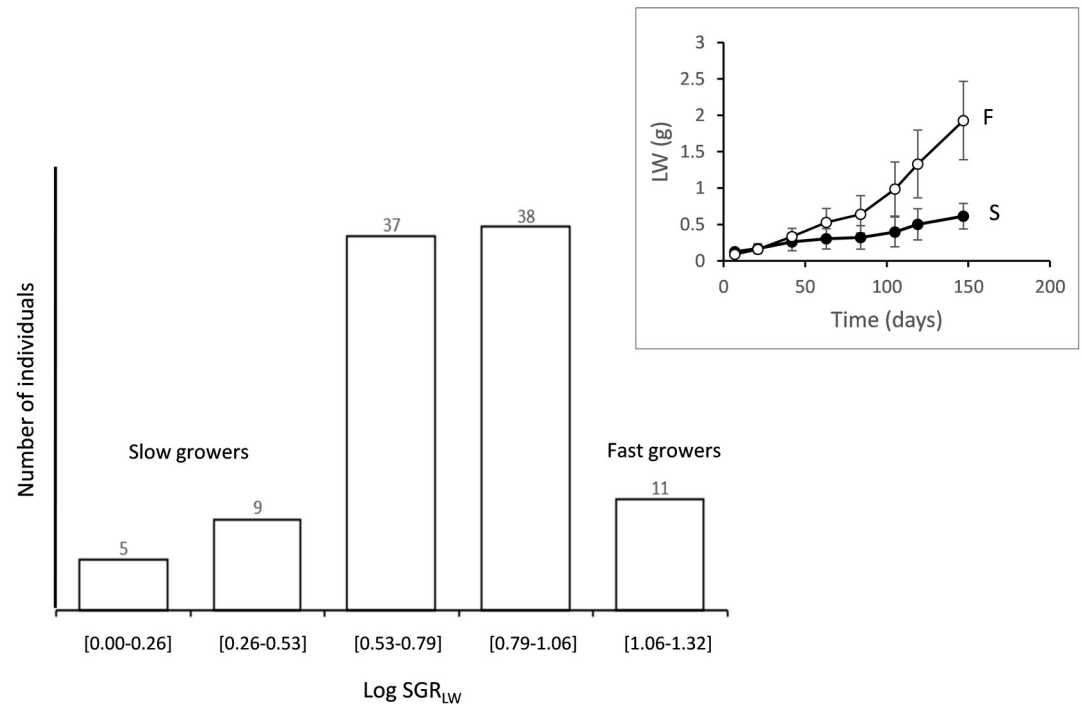 3
2.5
2
1.5
1
0.5
0
LW (g)
F
S
0 50 100 150 200
Time (days)
Number of individuals
37
38
Slow growers
Fast growers
5
9
11
[0.00-0.26] [0.26-0.53] [0.53-0.79] [0.79-1.06] [1.06-1.32]
Log SGRLW